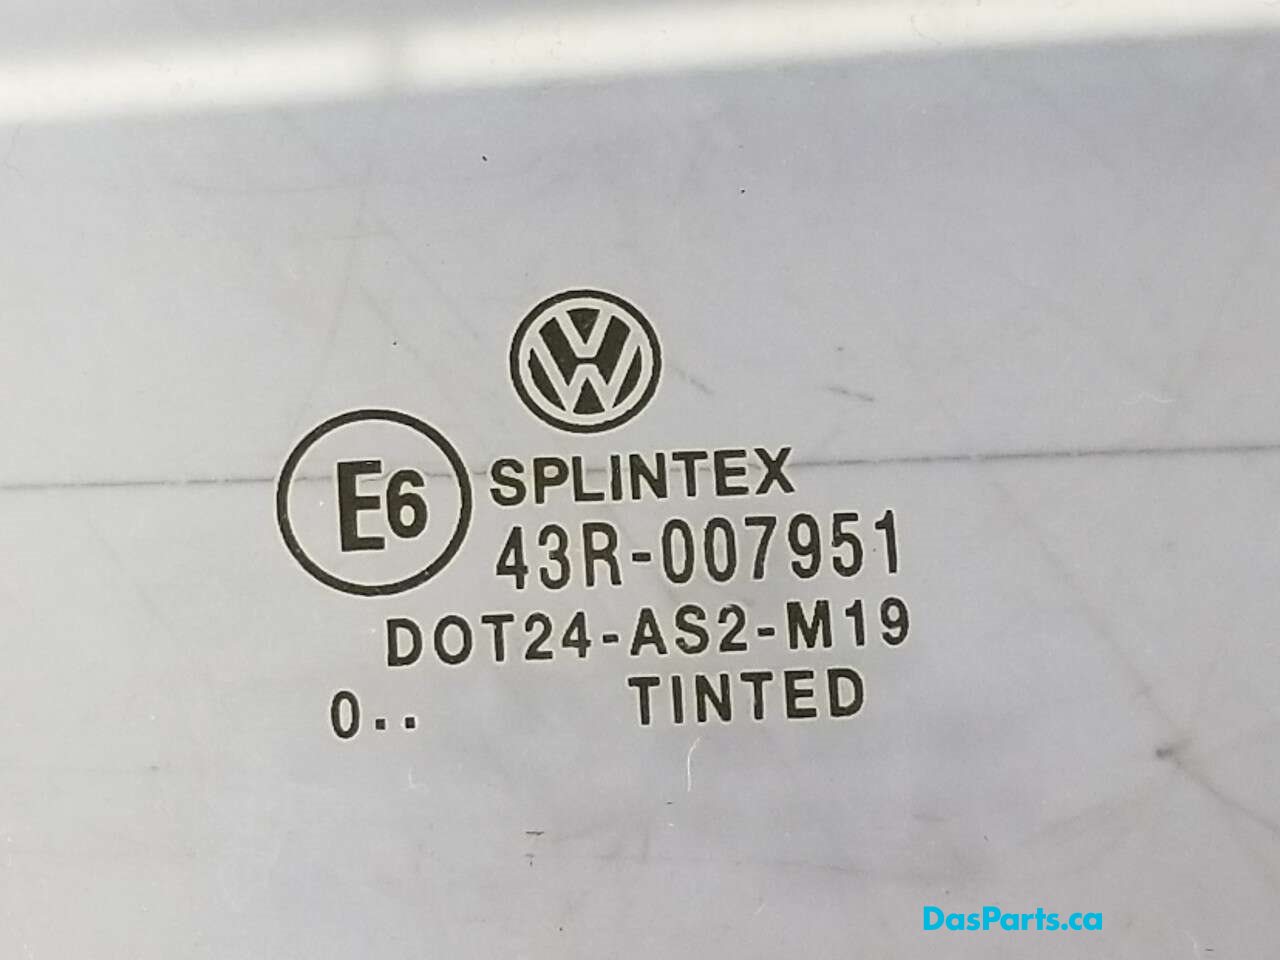 E6
SPLINTEX
43R-007951
DOT24-AS2-M19
0..
TINTED
DasParts.ca